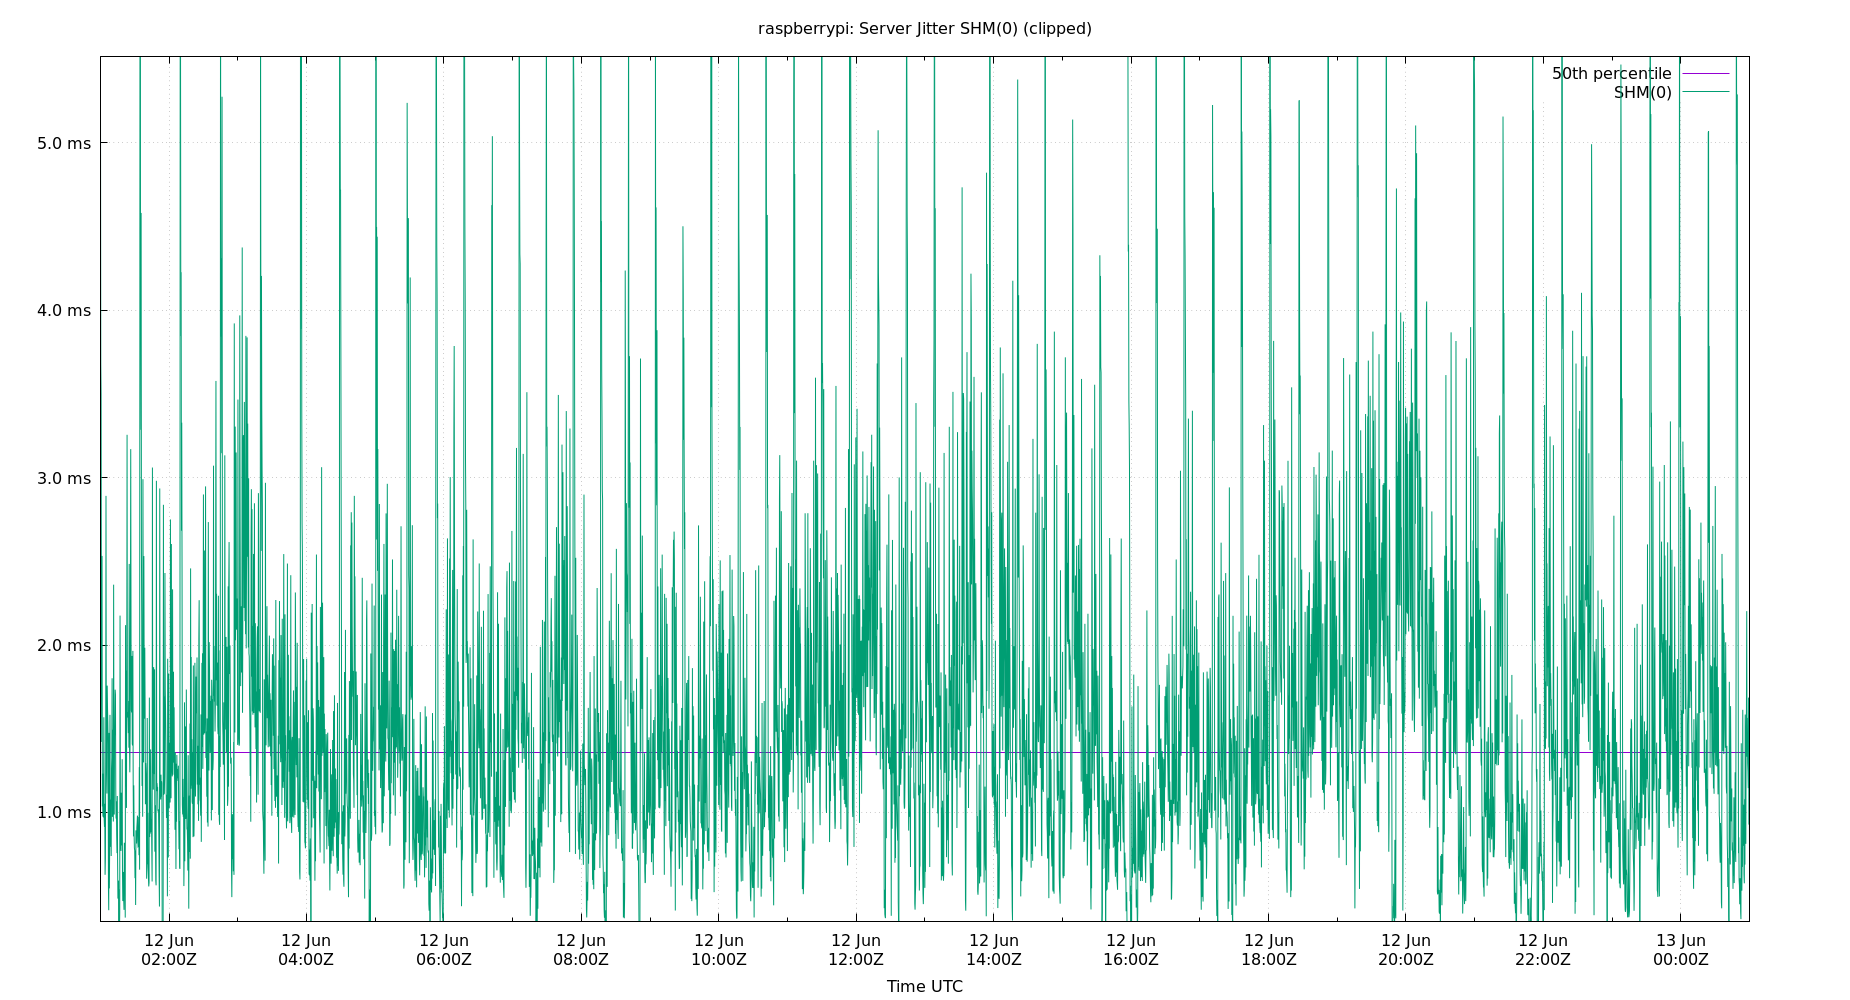 raspberrypi: Server Jitter SHM(0) (clipped)
50th percentile
SHM(0)
5.0 ms
4.0 ms
3.0 ms
2.0 ms
1.0 ms
12 Jun 12 Jun 12 Jun 12 Jun 12 Jun 12 Jun 12 Jun 12 Jun 12 Jun 12 Jun 12 Jun 13 Jun
02:00Z 04:00Z 06:00Z 08:00Z 10:00Z 12:00Z 14:00Z 16:00Z 18:00Z 20:00Z 22:00Z 00:00Z
Time UTC